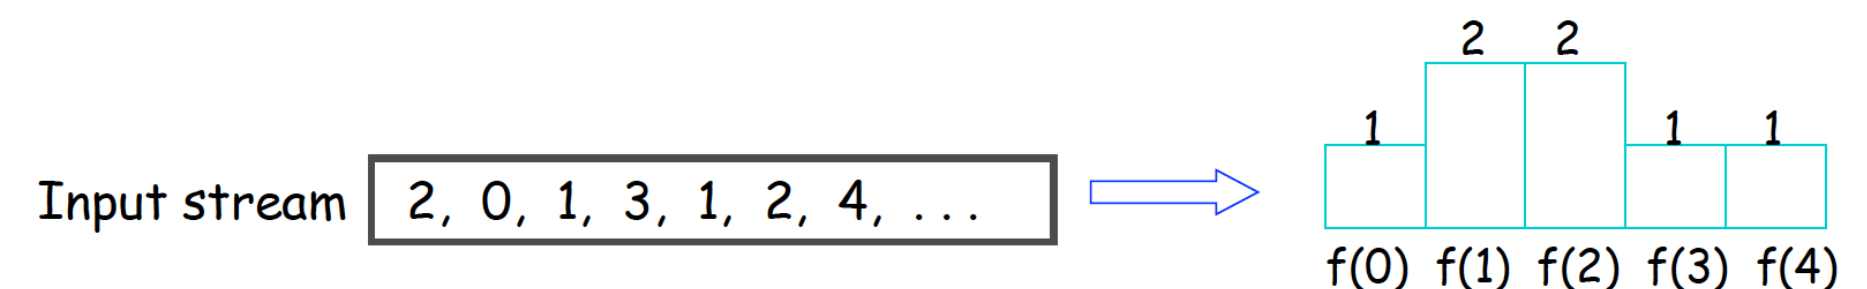 2 2
1 1 1
Input stream 2, 0, 1, 3, 1, 2, 4, . . .
f(0) f(1) f(2) f(3) f(4)